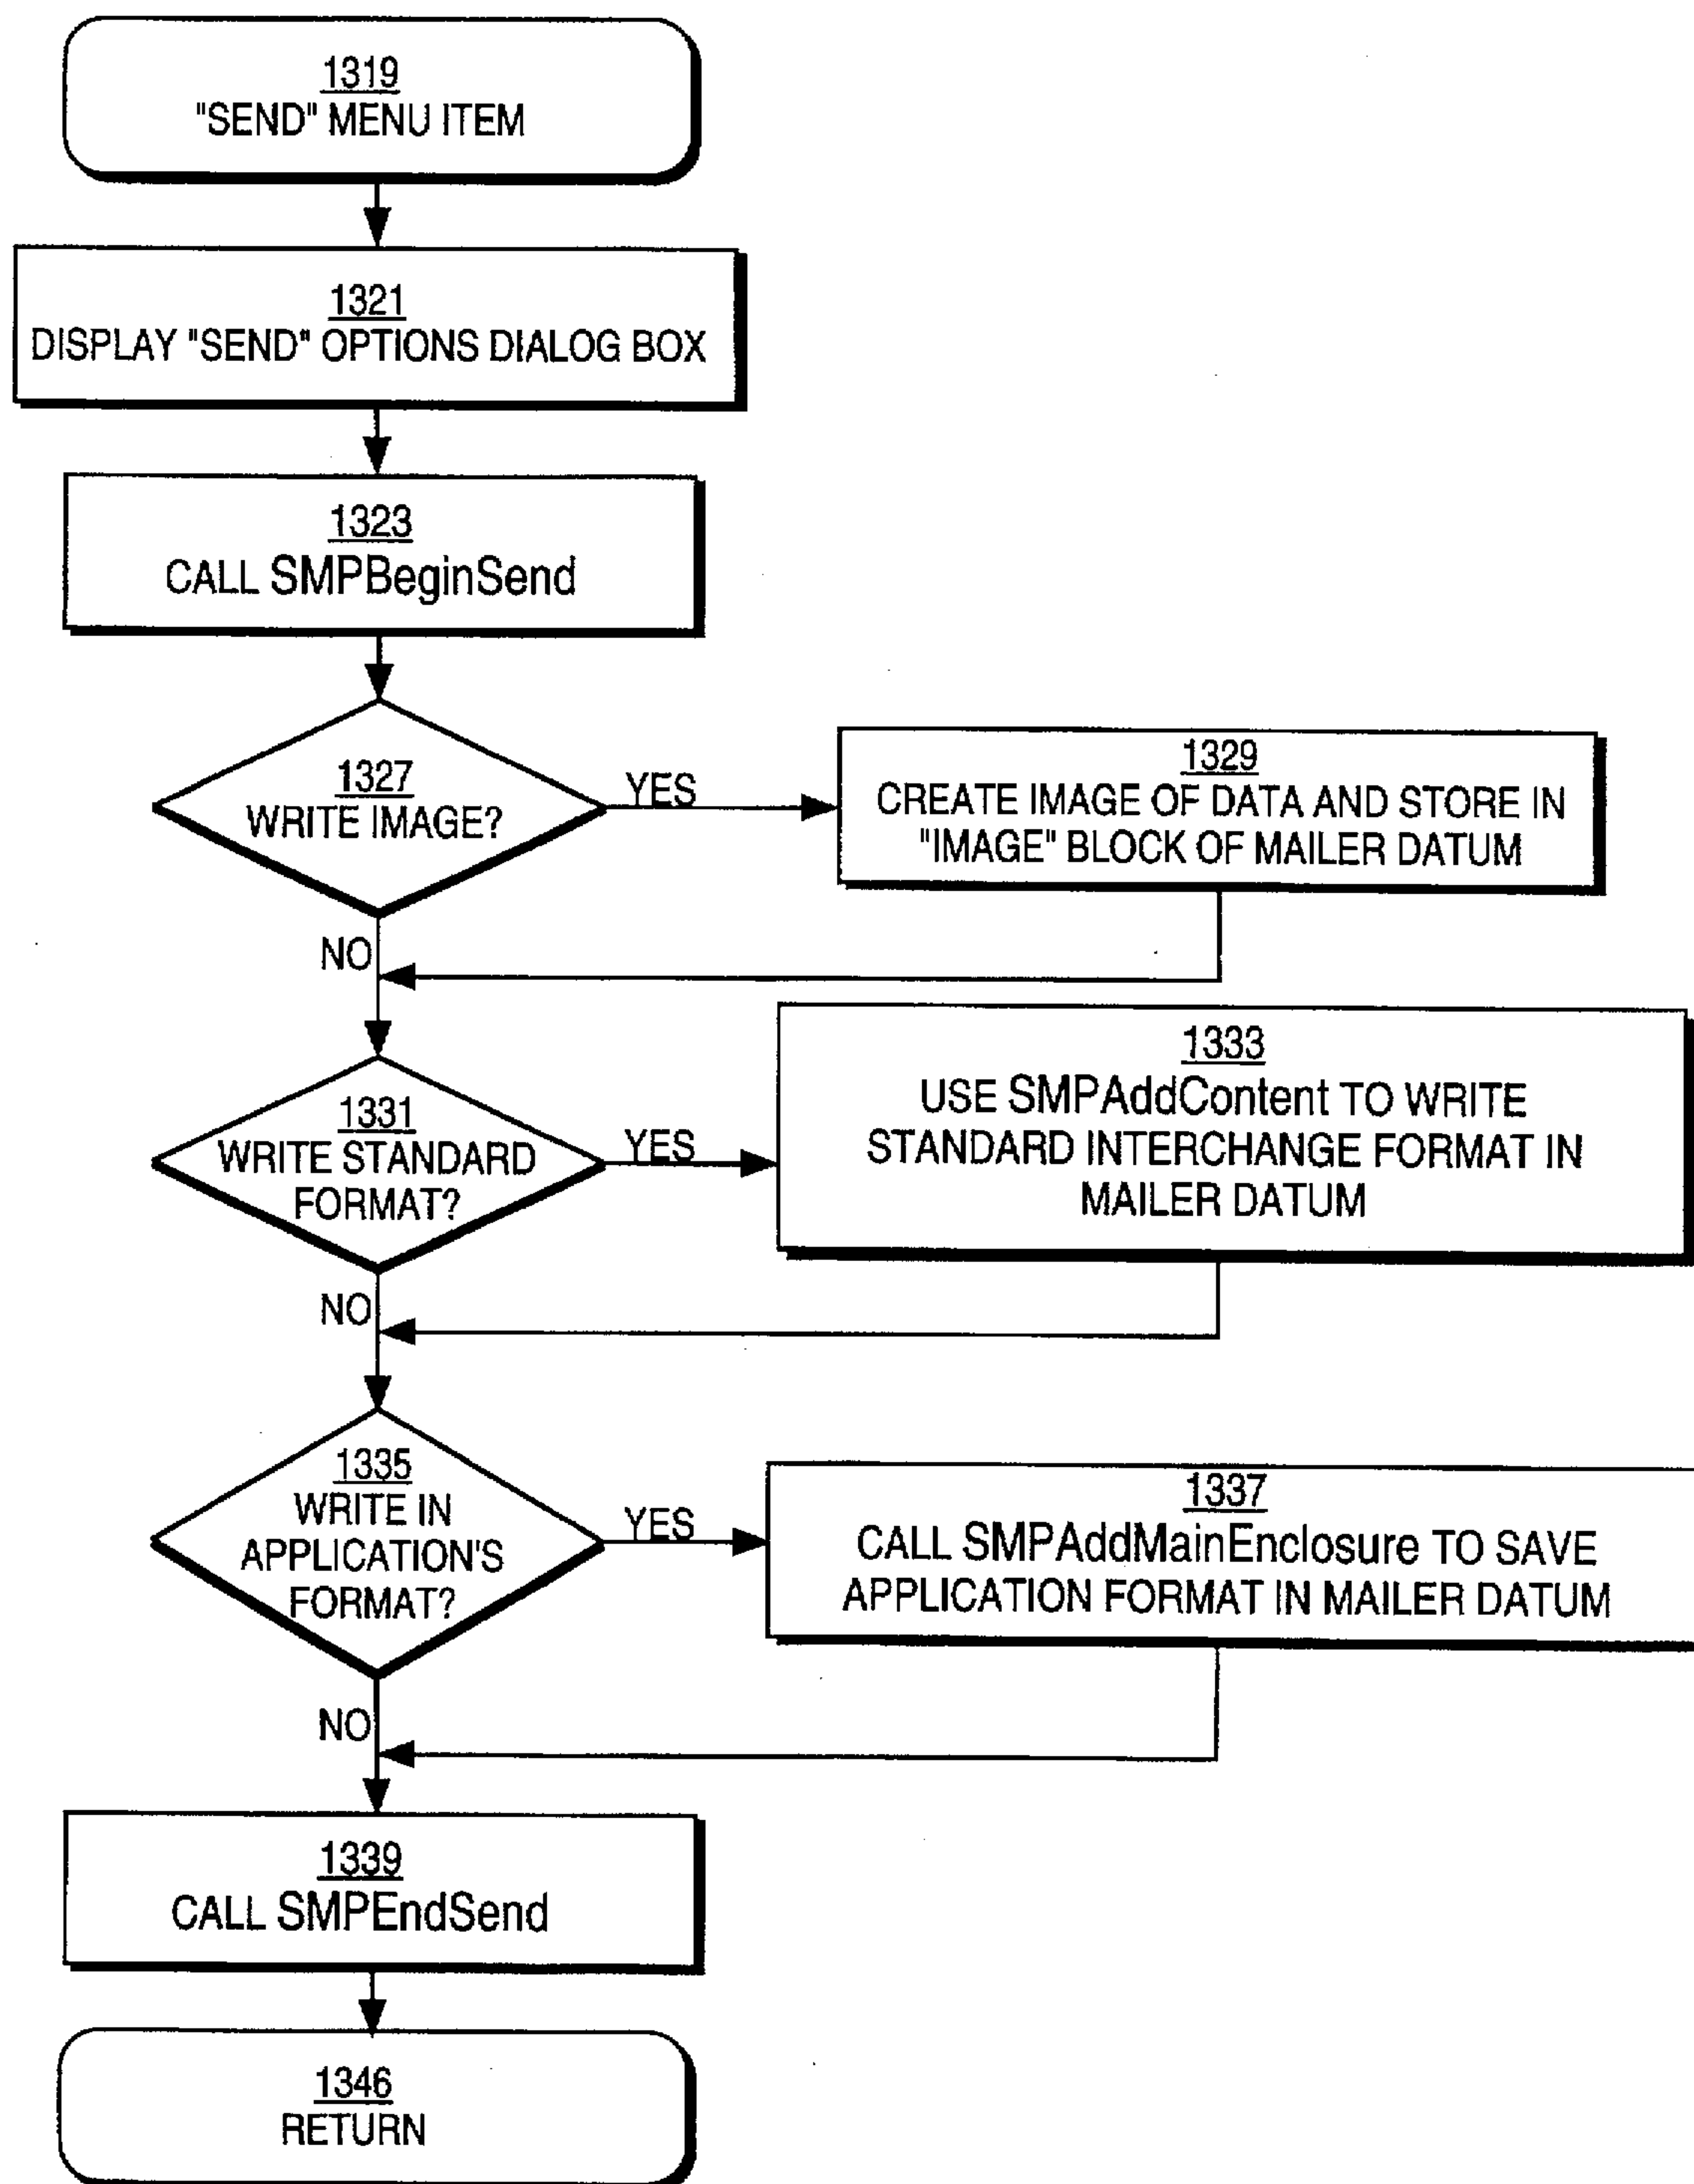 1319
"SEND" MENU ITEM
1321
DISPLAY "SEND" OPTIONS DIALOG BOX
1323
CALL SMPBeginSend
1327
WRITE IMAGE?
YES
1329
CREATE IMAGE OF DATA AND STORE IN
"IMAGE" BLOCK OF MAILER DATUM
NO
1331
WRITE STANDARD
FORMAT?
YES
1333
USE SMPAddContent TO WRITE
STANDARD INTERCHANGE FORMAT IN
MAILER DATUM
NO
1335
WRITE IN
APPLICATION'S
FORMAT?
YES
1337
CALL SMPAddMainEnclosure TO SAVE
APPLICATION FORMAT IN MAILER DATUM
NO
1339
CALL SMPEndSend
1346
RETURN